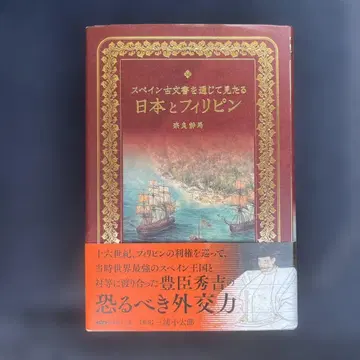 スペイン古文書を通じて見たる
日本とフィリピン
奈良静馬
十六世紀、フィリピンの利権を巡って、
当時世界最強のスペイン王国と
対等に渡り合った豊臣秀吉の
恐るべき外交力